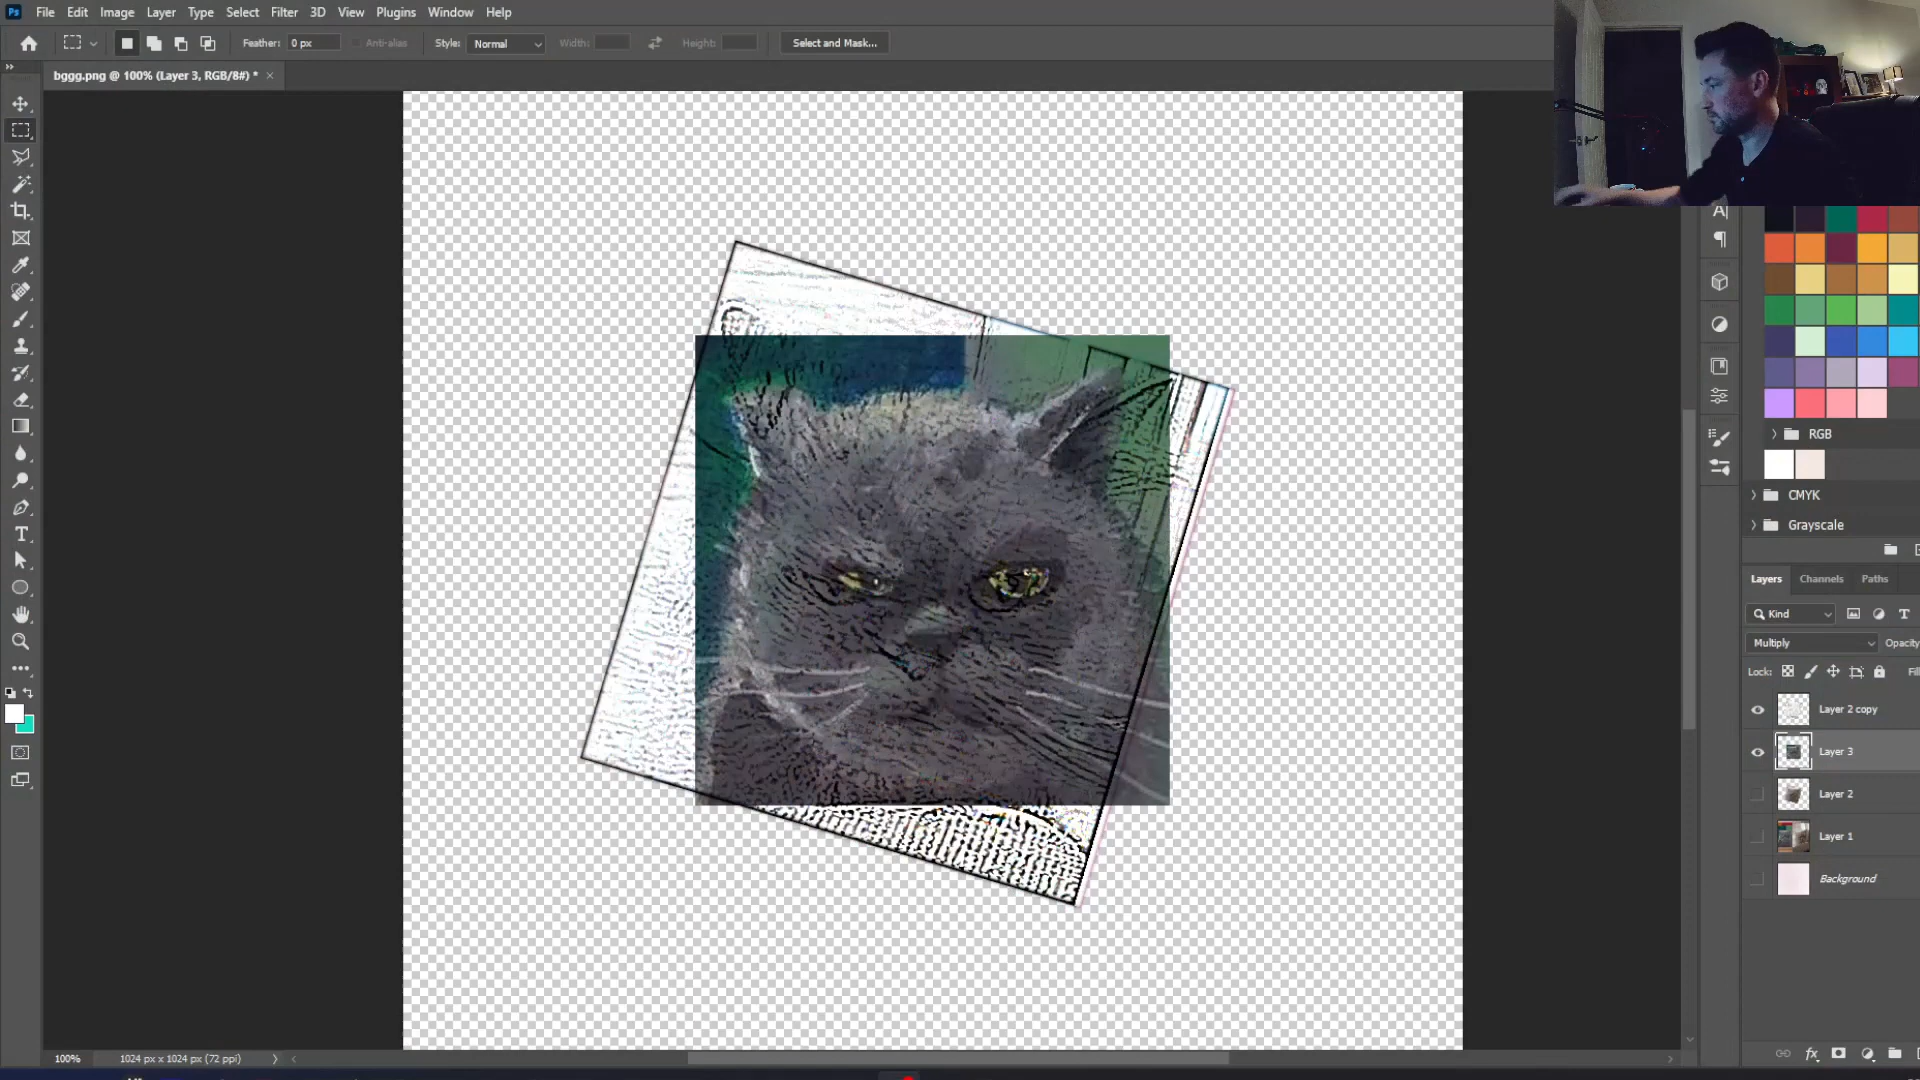 Ps File Edit Image Layer Type Select Filter 3D View Plugins Window Help
Feather: 0 px Anti-alias Style: Normal Width: Height: Select and Mask...
bggg.png @ 100% (Layer 3, RGB/8#) * ×
RGB
CMYK
Grayscale
Layers Channels Paths
Kind
Multiply Opacity
Lock:
Layer 2 copy
Layer 3
Layer 2
Layer 1
Background
fx
100% 1024 px x 1024 px (72 ppi)